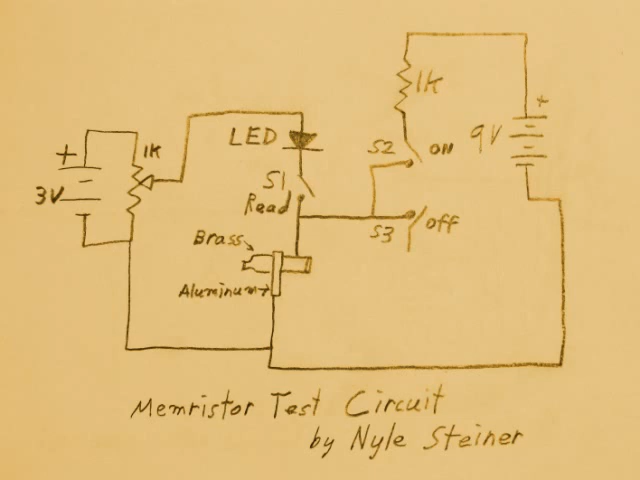 1K
+
9V
+
1K
LED
S2
on
3V
S1
Read
S3
off
Brass
Aluminum
Memristor Test Circuit
by Nyle Steiner